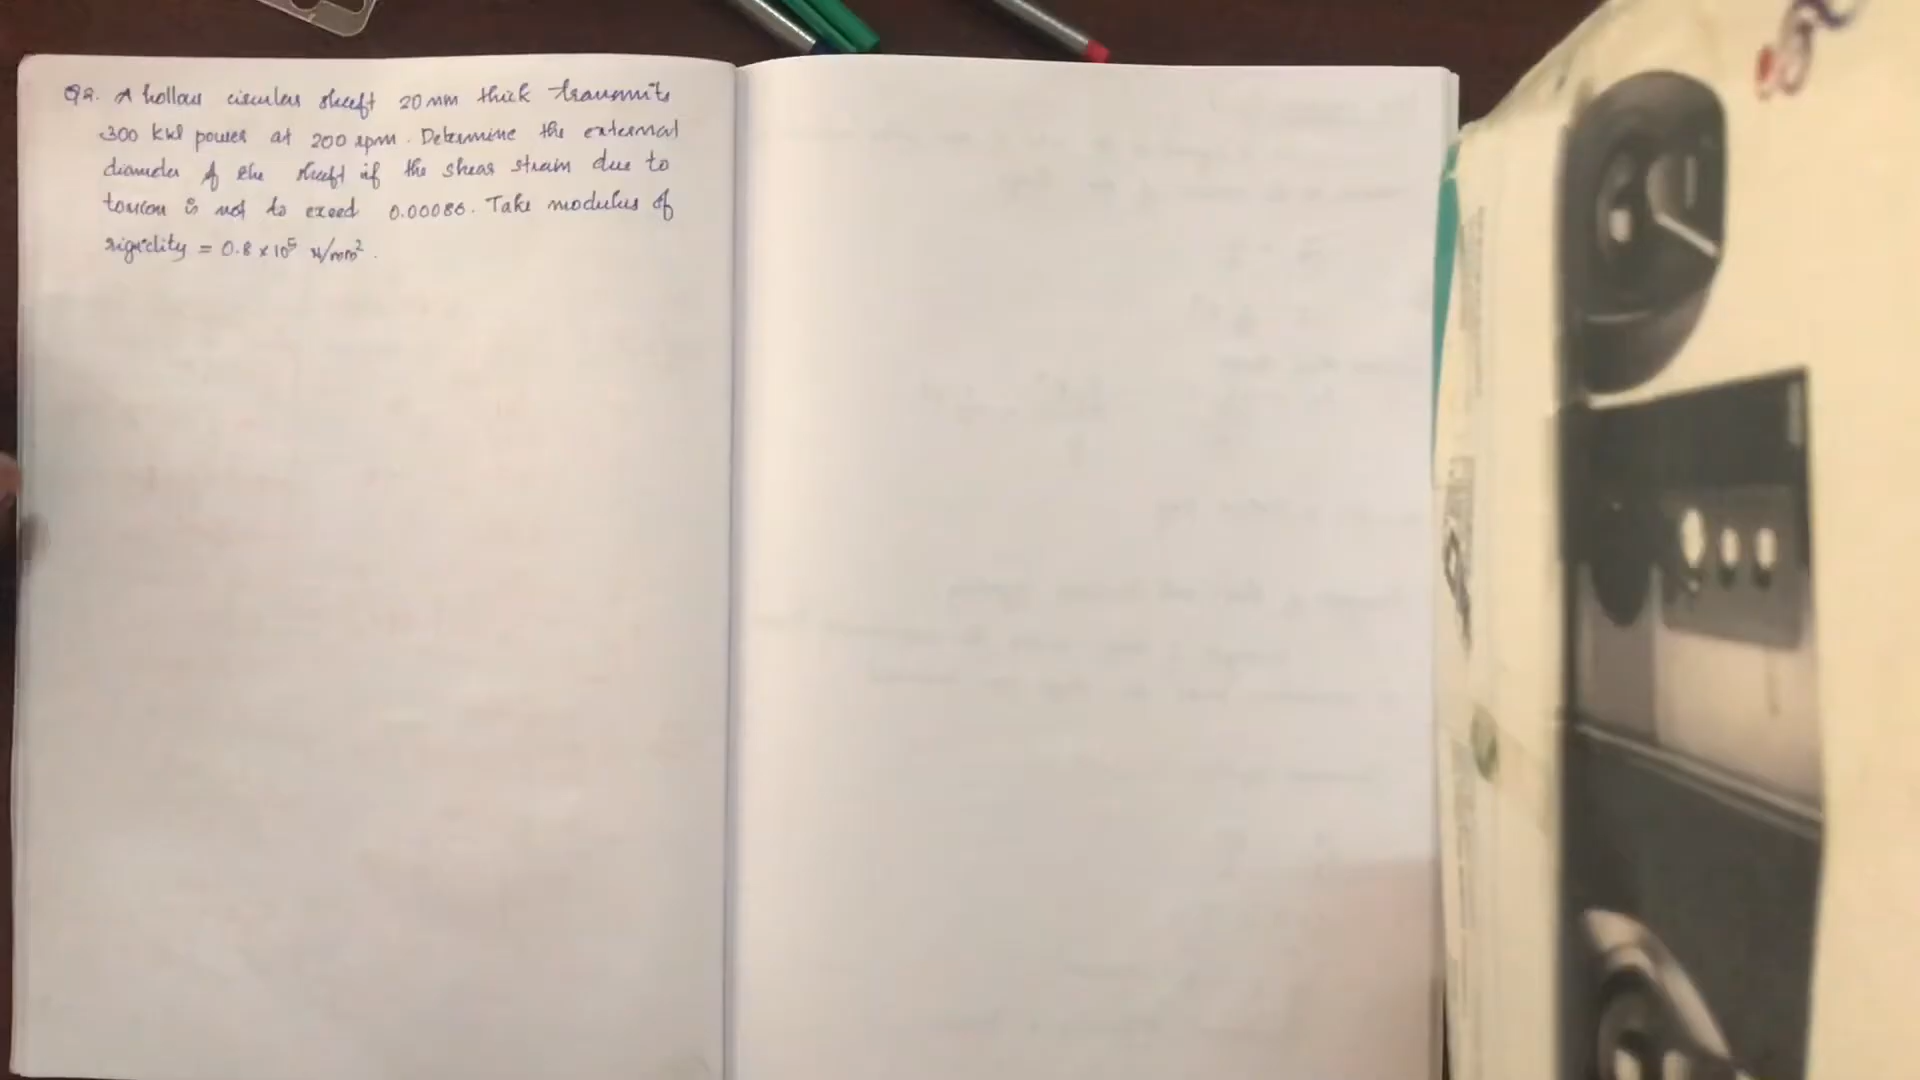 Q2. A hollow circular shaft 20 mm thick transmits
300 kW power at 200 rpm. Determine the external
diameter of the shaft if the shear strain due to
torsion is not to exeed 0.00086. Take modulus of
rigidity = 0.8 × 10⁵ N/mm².